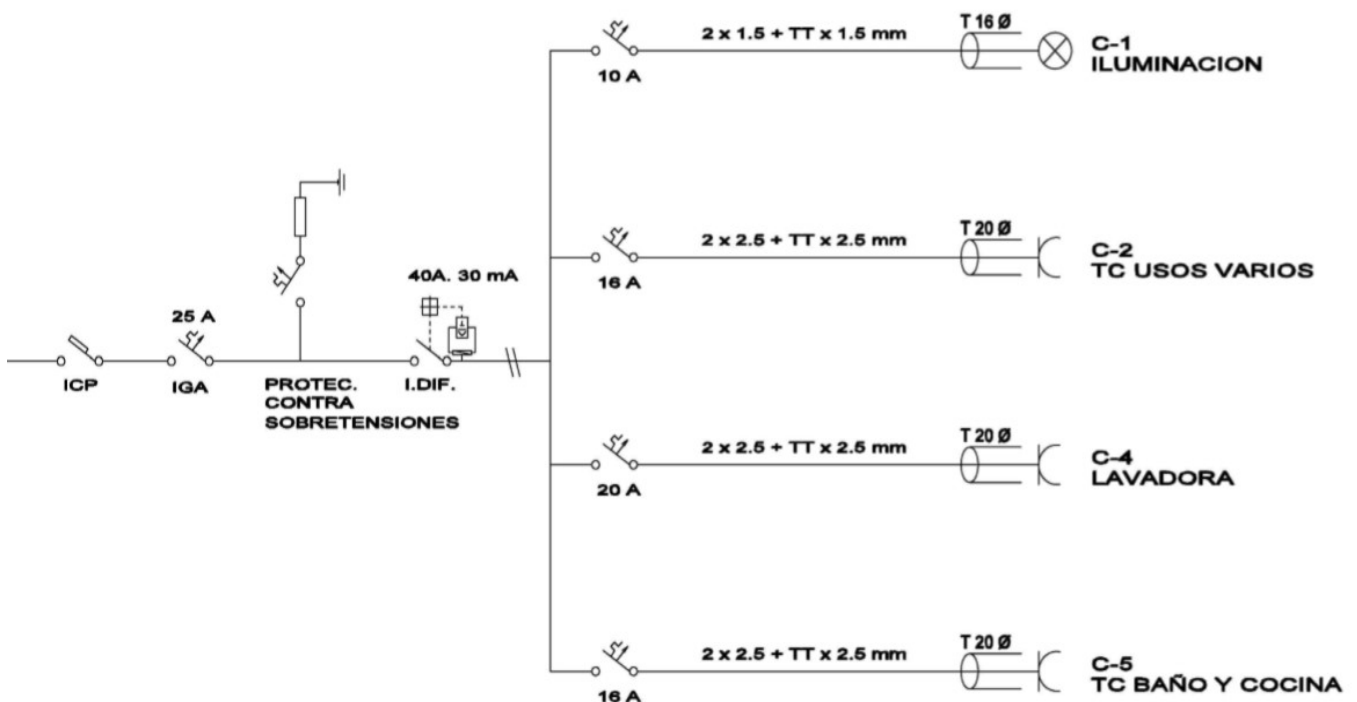 2 x 1.5 + TT x 1.5 mm
T 16 Ø
C-1
ILUMINACION
10 A
2 x 2.5 + TT x 2.5 mm
T 20 Ø
C-2
TC USOS VARIOS
16 A
40A. 30 mA
25 A
ICP
IGA
PROTEC.
CONTRA
SOBRETENSIONES
I.DIF.
2 x 2.5 + TT x 2.5 mm
T 20 Ø
C-4
LAVADORA
20 A
2 x 2.5 + TT x 2.5 mm
T 20 Ø
C-5
TC BAÑO Y COCINA
16 A